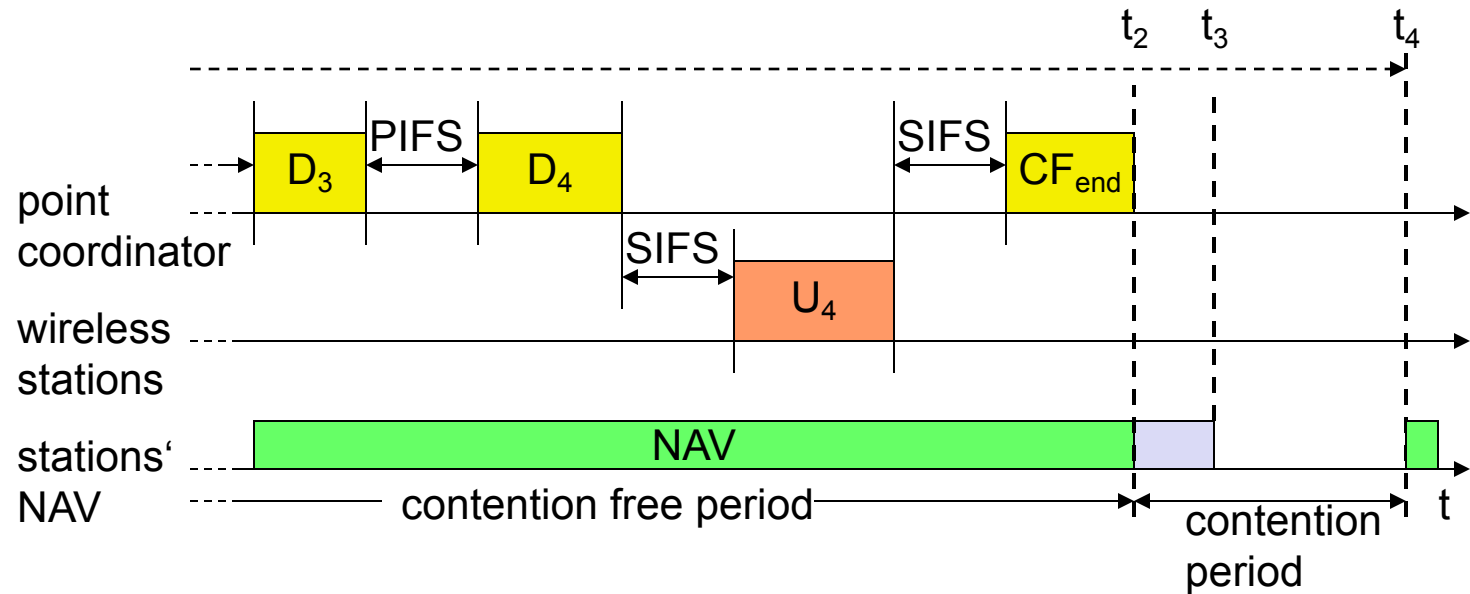 t2 t3 t4
D3 PIFS D4 SIFS CFend
point
coordinator
SIFS
U4
wireless
stations
NAV
stations‘
NAV
contention free period
t
contention
period